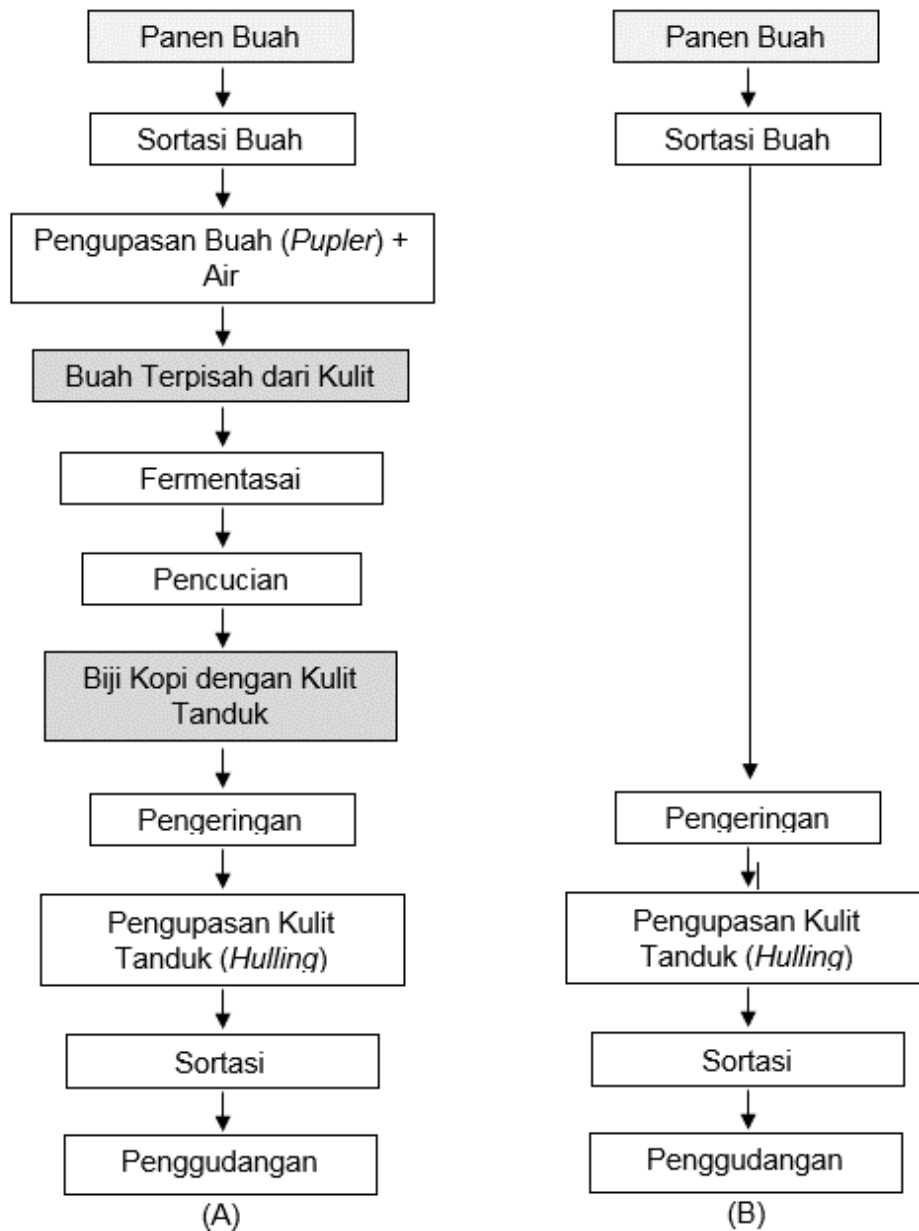 Panen Buah
Sortasi Buah
Pengupasan Buah (Pupler) +
Air
Buah Terpisah dari Kulit
Fermentasai
Pencucian
Biji Kopi dengan Kulit
Tanduk
Pengeringan
Pengupasan Kulit
Tanduk (Hulling)
Sortasi
Penggudangan
(A)
Panen Buah
Sortasi Buah
Pengeringan
Pengupasan Kulit
Tanduk (Hulling)
Sortasi
Penggudangan
(B)